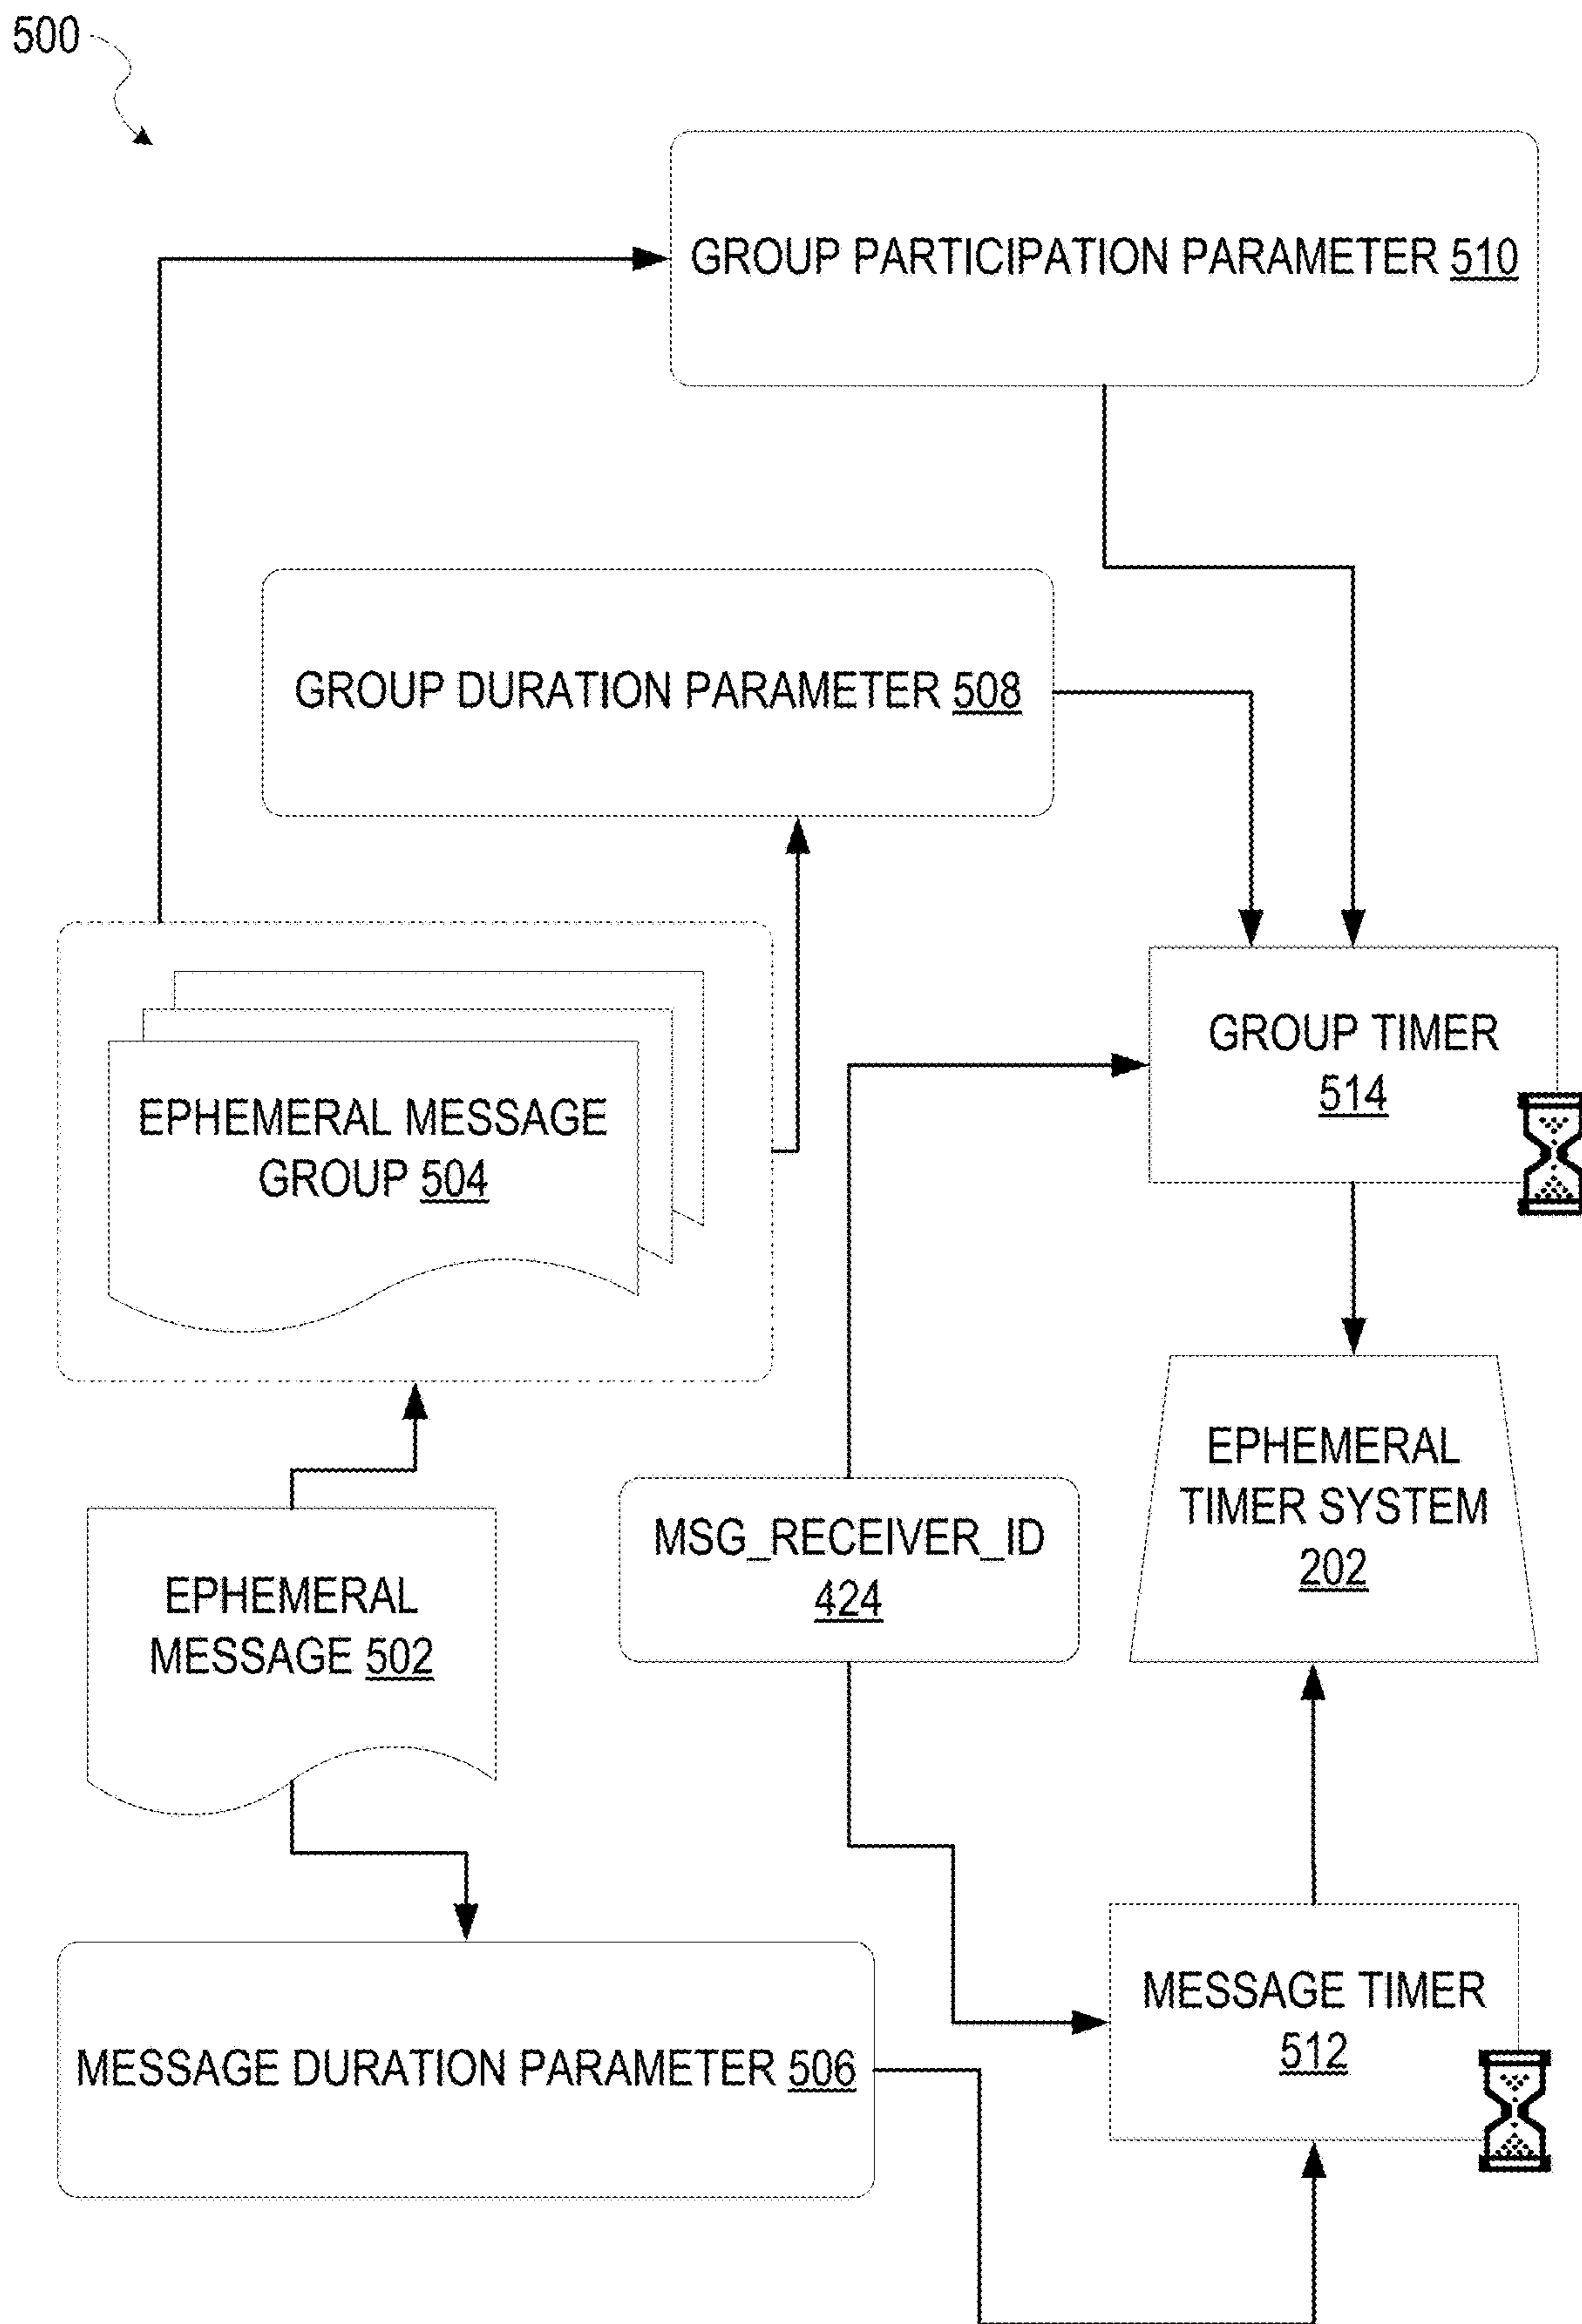 500
GROUP PARTICIPATION PARAMETER 510
GROUP DURATION PARAMETER 508
GROUP TIMER
514
EPHEMERAL MESSAGE
GROUP 504
EPHEMERAL
TIMER SYSTEM
202
MSG_RECEIVER_ID
424
EPHEMERAL
MESSAGE 502
MESSAGE TIMER
512
MESSAGE DURATION PARAMETER 506